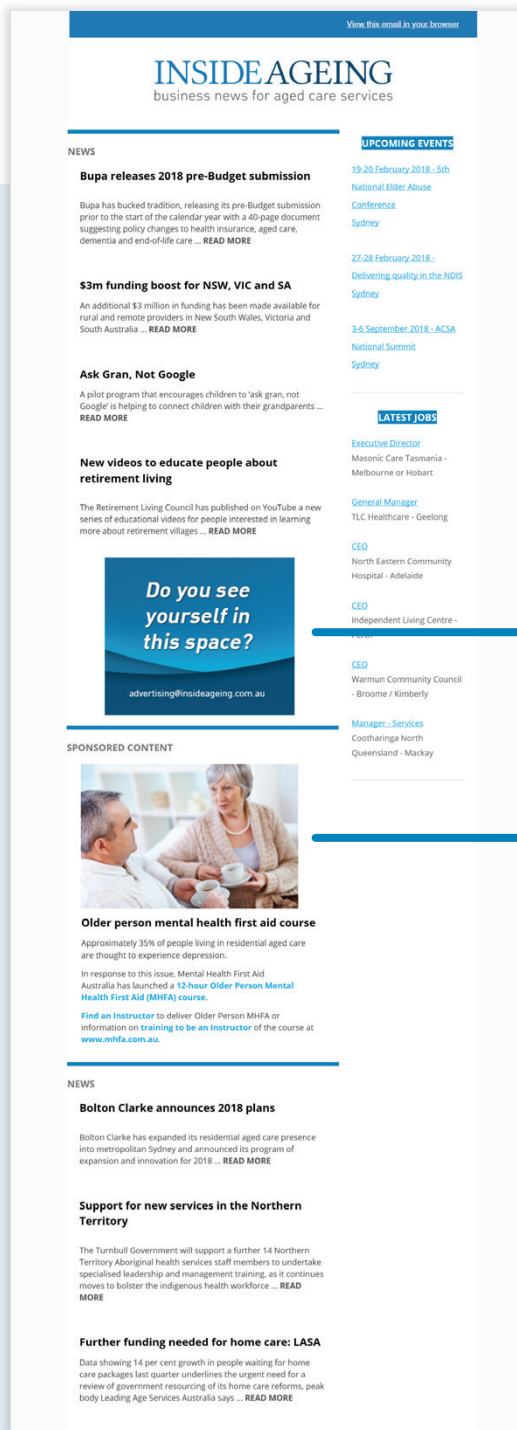 View this email in your browser
INSIDEAGEING
business news for aged care services
NEWS
Bupa releases 2018 pre-Budget submission
Bupa has bucked tradition, releasing its pre-Budget submission
prior to the start of the calendar year with a 40-page document
suggesting policy changes to health insurance, aged care,
dementia and end-of-life care ... READ MORE
$3m funding boost for NSW, VIC and SA
An additional $3 million in funding has been made available for
rural and remote providers in New South Wales, Victoria and
South Australia ... READ MORE
Ask Gran, Not Google
A pilot program that encourages children to 'ask gran, not
Google' is helping to connect children with their grandparents ...
READ MORE
New videos to educate people about
retirement living
The Retirement Living Council has published on YouTube a new
series of educational videos for people interested in learning
more about retirement villages ... READ MORE
Do you see
yourself in
this space?
advertising@insideageing.com.au
SPONSORED CONTENT
Older person mental health first aid course
Approximately 35% of people living in residential aged care
are thought to experience depression.
In response to this issue, Mental Health First Aid
Australia has launched a 12-hour Older Person Mental
Health First Aid (MHFA) course.
Find an Instructor to deliver Older Person MHFA or
information on training to be an Instructor of the course at
www.mhfa.com.au.
NEWS
Bolton Clarke announces 2018 plans
Bolton Clarke has expanded its residential aged care presence
into metropolitan Sydney and announced its program of
expansion and innovation for 2018 ... READ MORE
Support for new services in the Northern
Territory
The Turnbull Government will support a further 14 Northern
Territory Aboriginal health services staff members to undertake
specialised leadership and management training, as it continues
moves to bolster the indigenous health workforce ... READ
MORE
Further funding needed for home care: LASA
Data showing 14 per cent growth in people waiting for home
care packages last quarter underlines the urgent need for a
review of government resourcing of its home care reforms, peak
body Leading Age Services Australia says ... READ MORE
UPCOMING EVENTS
19-20 February 2018 - 5th
National Elder Abuse
Conference
Sydney
27-28 February 2018 -
Delivering quality in the NDIS
Sydney
3-6 September 2018 - ACSA
National Summit
Sydney
LATEST JOBS
Executive Director
Masonic Care Tasmania -
Melbourne or Hobart
General Manager
TLC Healthcare - Geelong
CEO
North Eastern Community
Hospital - Adelaide
CEO
Independent Living Centre -
CEO
Warmun Community Council
- Broome / Kimberly
Manager - Services
Cootharinga North
Queensland - Mackay